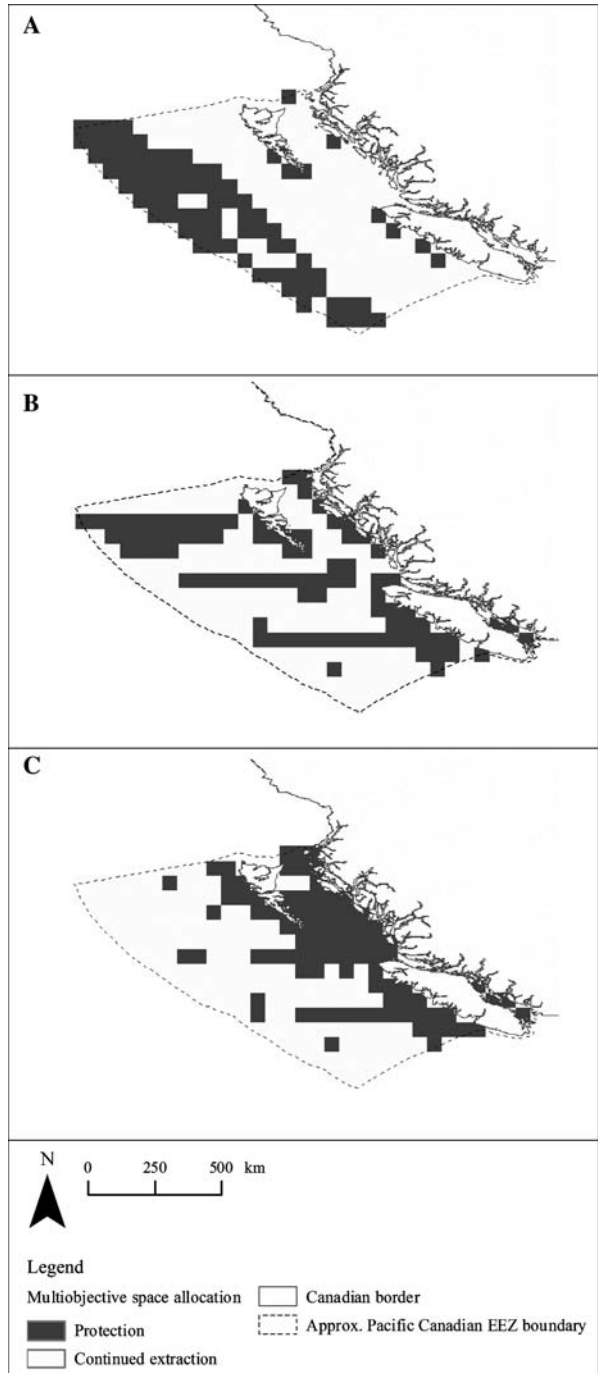 A
B
C
N
0 250 500 km
Legend
Multiobjective space allocation
Protection
Continued extraction
Canadian border
Approx. Pacific Canadian EEZ boundary